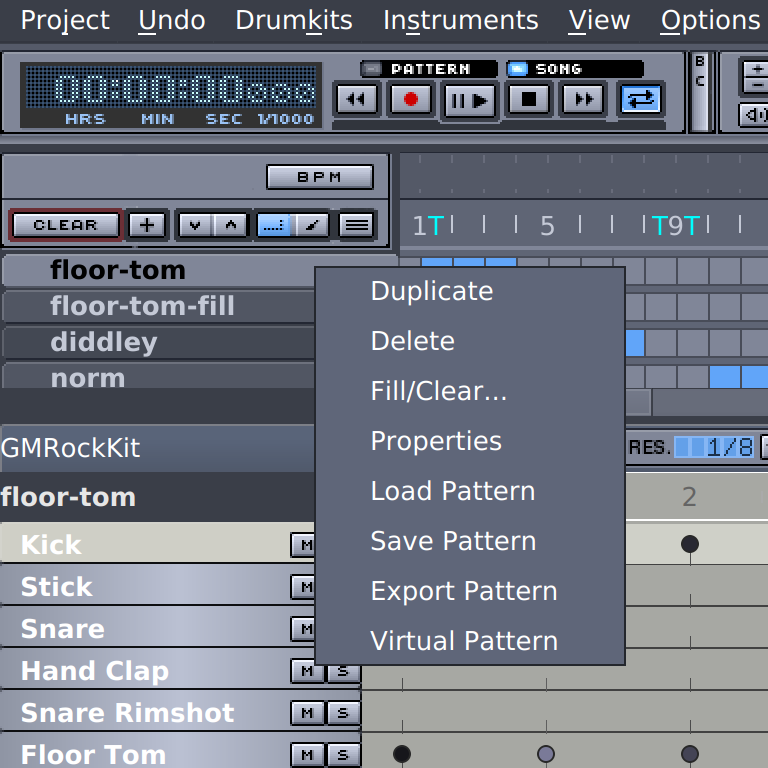 Project Undo Drumkits Instruments View Options
PATTERN SONG
00:00:00000
HRS MIN SEC 1/1000
B
C
BPM
CLEAR
1T 5 T9T
floor-tom
floor-tom-fill
diddley
norm
Duplicate
Delete
Fill/Clear...
Properties
Load Pattern
Save Pattern
Export Pattern
Virtual Pattern
GMRockKit
RES. 1/8
floor-tom
2
Kick M
Stick M
Snare M
Hand Clap M S
Snare Rimshot M S
Floor Tom M S